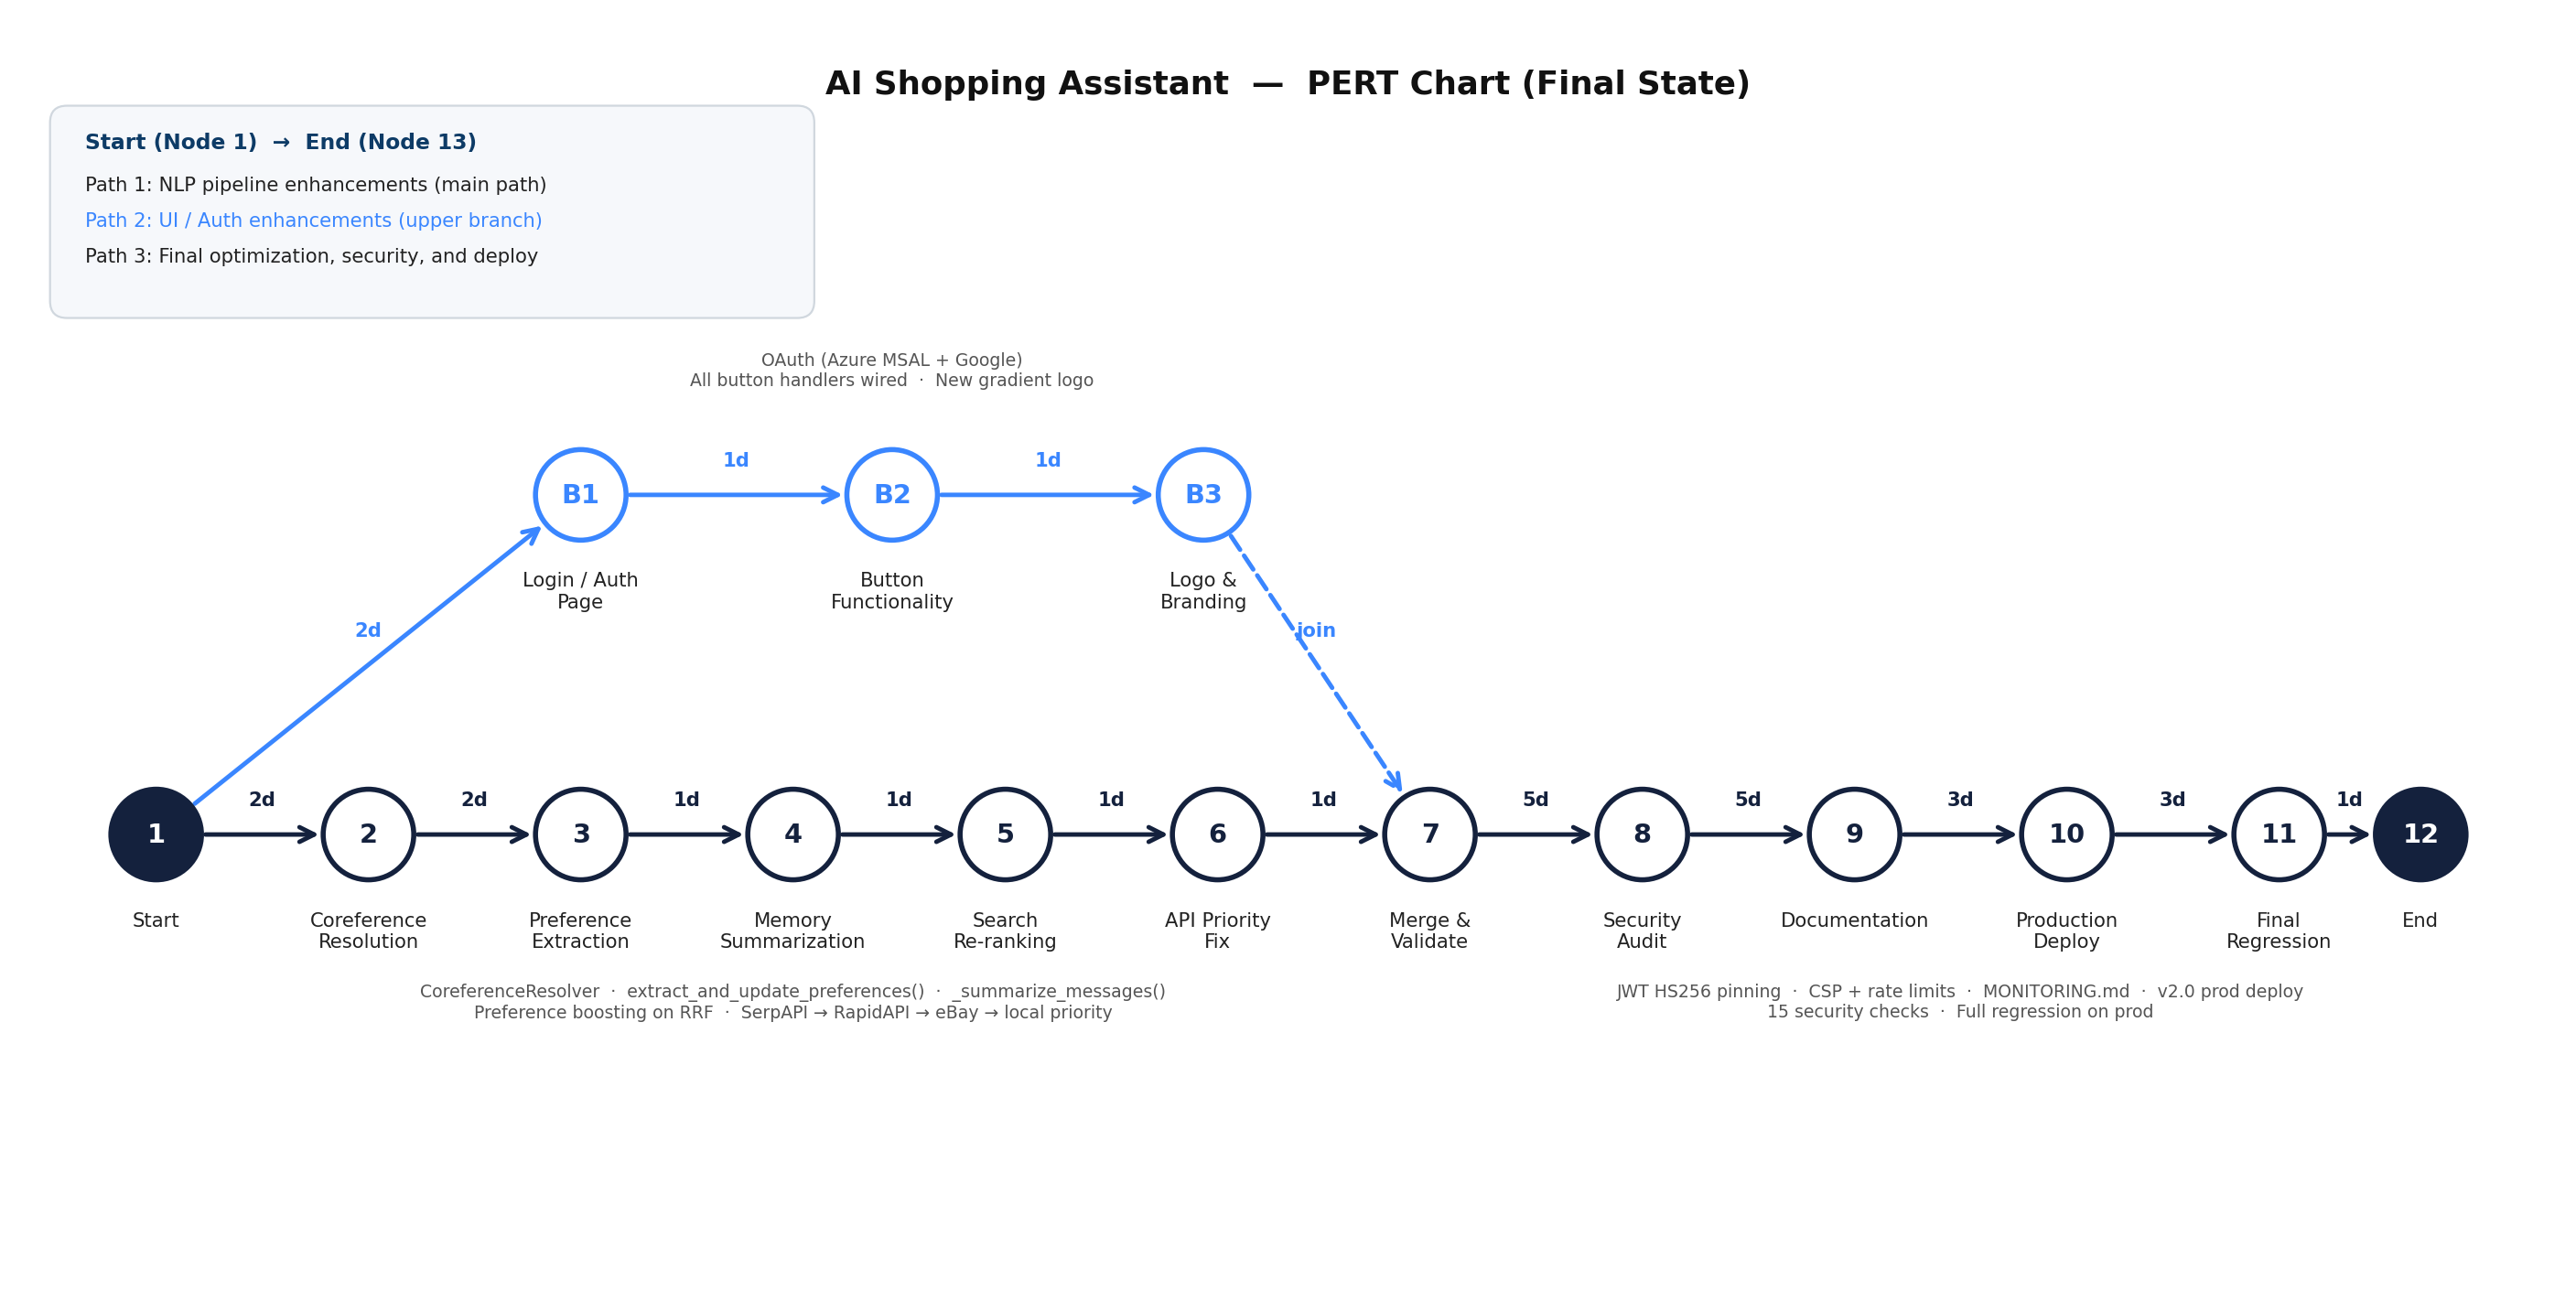 AI Shopping Assistant — PERT Chart (Final State)
Start (Node 1) → End (Node 13)
Path 1: NLP pipeline enhancements (main path)
Path 2: UI / Auth enhancements (upper branch)
Path 3: Final optimization, security, and deploy
OAuth (Azure MSAL + Google)
All button handlers wired · New gradient logo
1d 1d
B1 B2 B3
Login / Auth
Page
Button
Functionality
Logo &
Branding
2d
join
2d 2d 1d 1d 1d 1d 5d 5d 3d 3d 1d
1 2 3 4 5 6 7 8 9 10 11 12
Start
Coreference
Resolution
Preference
Extraction
Memory
Summarization
Search
Re-ranking
API Priority
Fix
Merge &
Validate
Security
Audit
Documentation
Production
Deploy
Final
Regression
End
CoreferenceResolver · extract_and_update_preferences() · _summarize_messages()
Preference boosting on RRF · SerpAPI → RapidAPI → eBay → local priority
JWT HS256 pinning · CSP + rate limits · MONITORING.md · v2.0 prod deploy
15 security checks · Full regression on prod